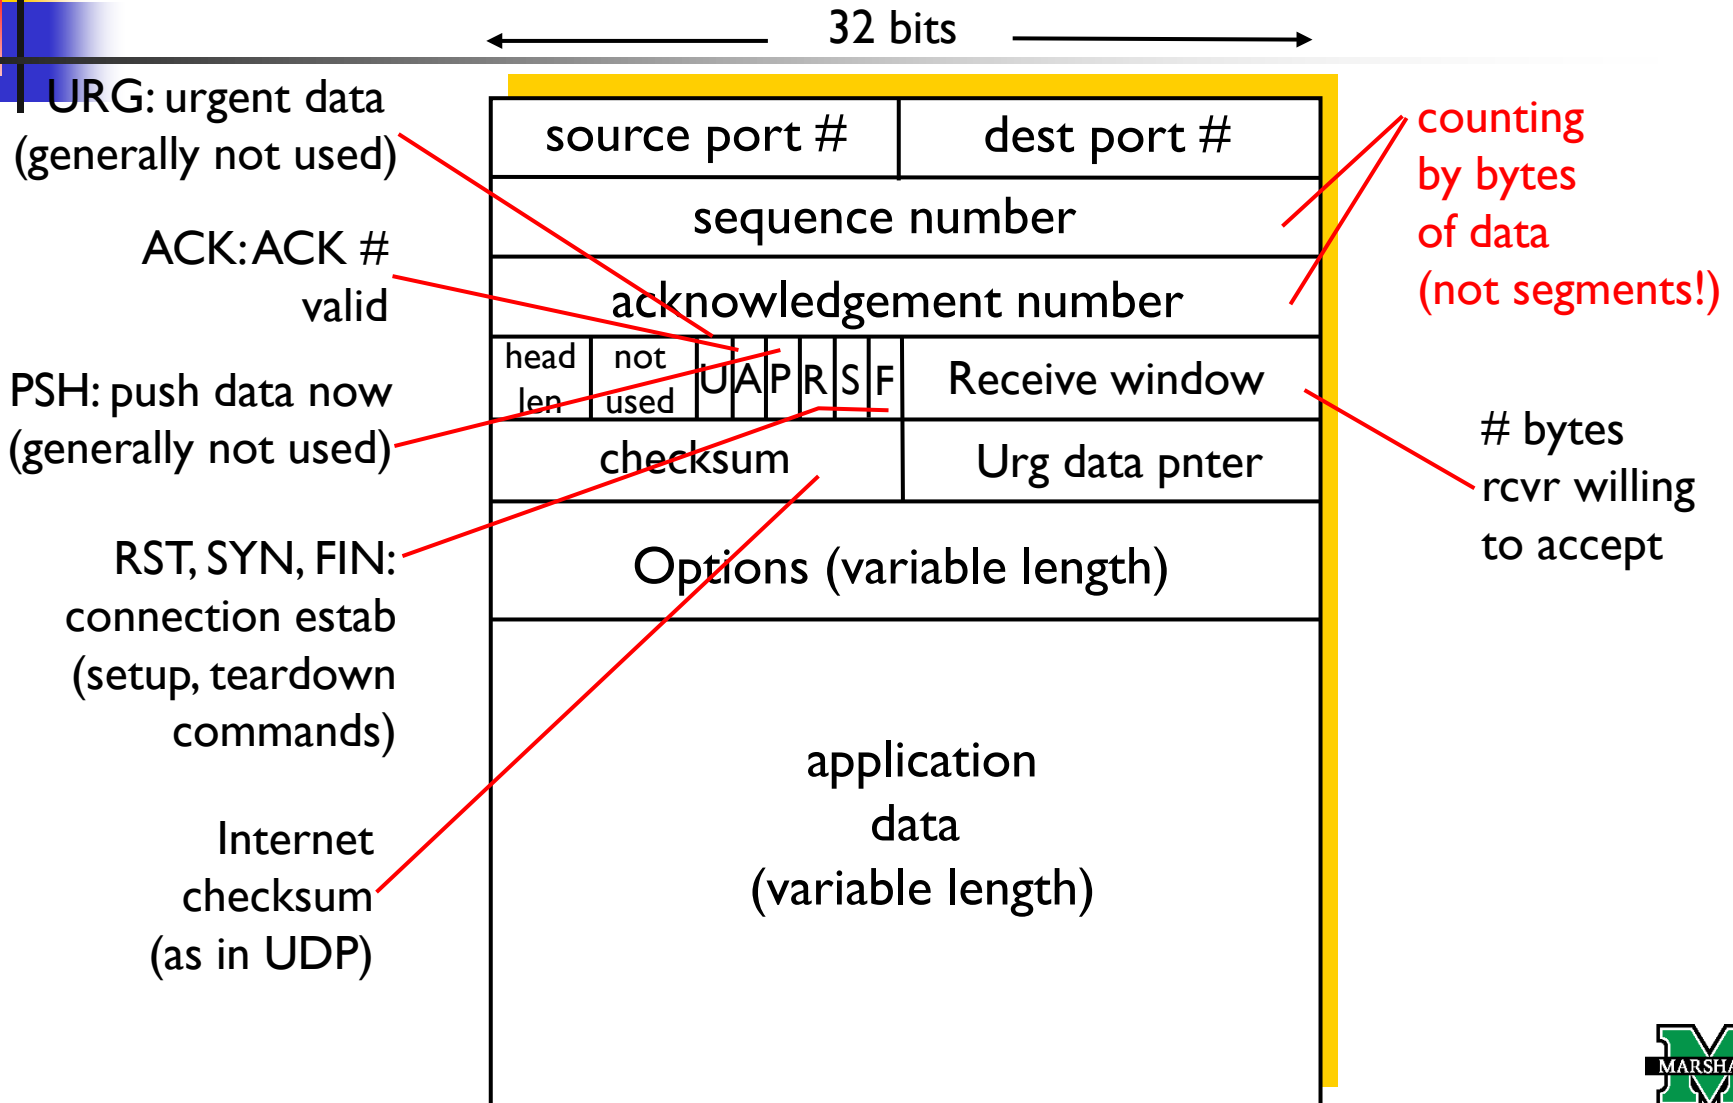 32 bits
URG: urgent data
(generally not used)
ACK: ACK #
valid
PSH: push data now
(generally not used)
RST, SYN, FIN:
connection estab
(setup, teardown
commands)
Internet
checksum
(as in UDP)
source port #
dest port #
sequence number
acknowledgement number
head
len
not
used
U
A
P
R
S
F
Receive window
checksum
Urg data pnter
Options (variable length)
application
data
(variable length)
counting
by bytes
of data
(not segments!)
# bytes
rcvr willing
to accept